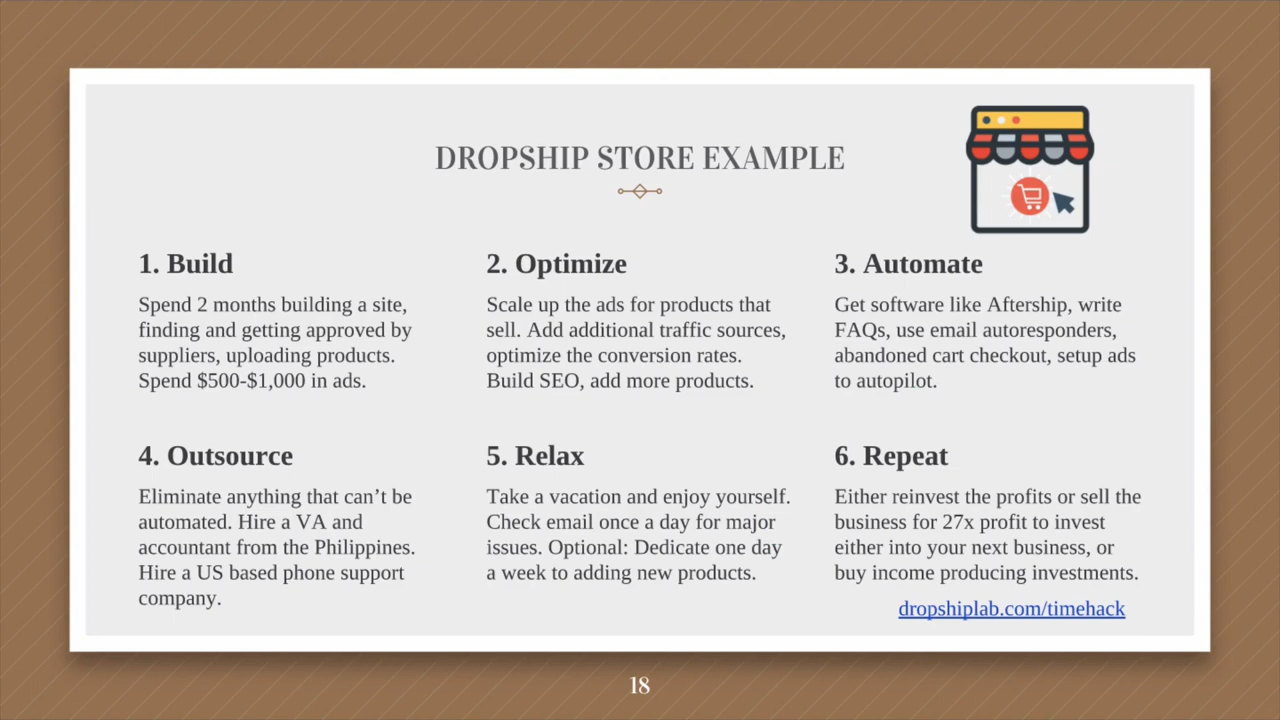 DROPSHIP STORE EXAMPLE
1. Build
Spend 2 months building a site,
finding and getting approved by
suppliers, uploading products.
Spend $500-$1,000 in ads.
2. Optimize
Scale up the ads for products that
sell. Add additional traffic sources,
optimize the conversion rates.
Build SEO, add more products.
3. Automate
Get software like Aftership, write
FAQs, use email autoresponders,
abandoned cart checkout, setup ads
to autopilot.
4. Outsource
Eliminate anything that can’t be
automated. Hire a VA and
accountant from the Philippines.
Hire a US based phone support
company.
5. Relax
Take a vacation and enjoy yourself.
Check email once a day for major
issues. Optional: Dedicate one day
a week to adding new products.
6. Repeat
Either reinvest the profits or sell the
business for 27x profit to invest
either into your next business, or
buy income producing investments.
dropshiplab.com/timehack
18